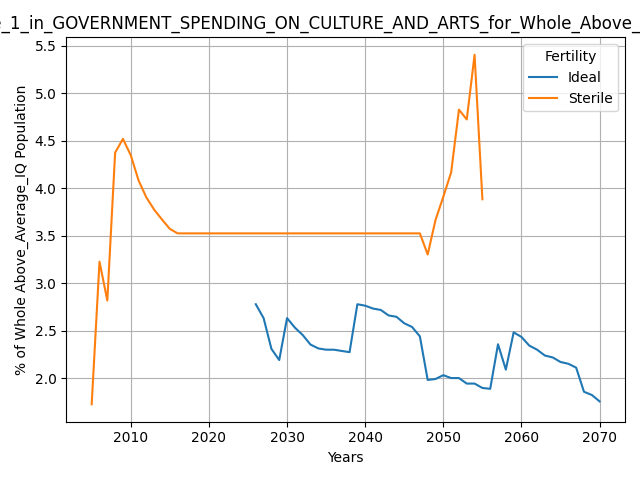 _1_in_GOVERNMENT_SPENDING_ON_CULTURE_AND_ARTS_for_Whole_Above_
% of Whole Above_Average_IQ Population
5.5
5.0
4.5
4.0
3.5
3.0
2.5
2.0
Fertility
Ideal
Sterile
2010 2020 2030 2040 2050 2060 2070
Years